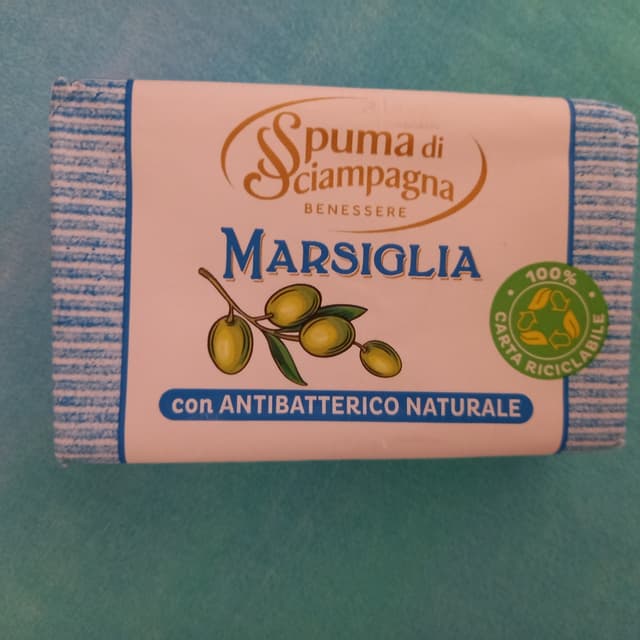 Spuma di
Sciampagna
BENESSERE
MARSIGLIA
100%
CARTA RICICLABILE
con ANTIBATTERICO NATURALE